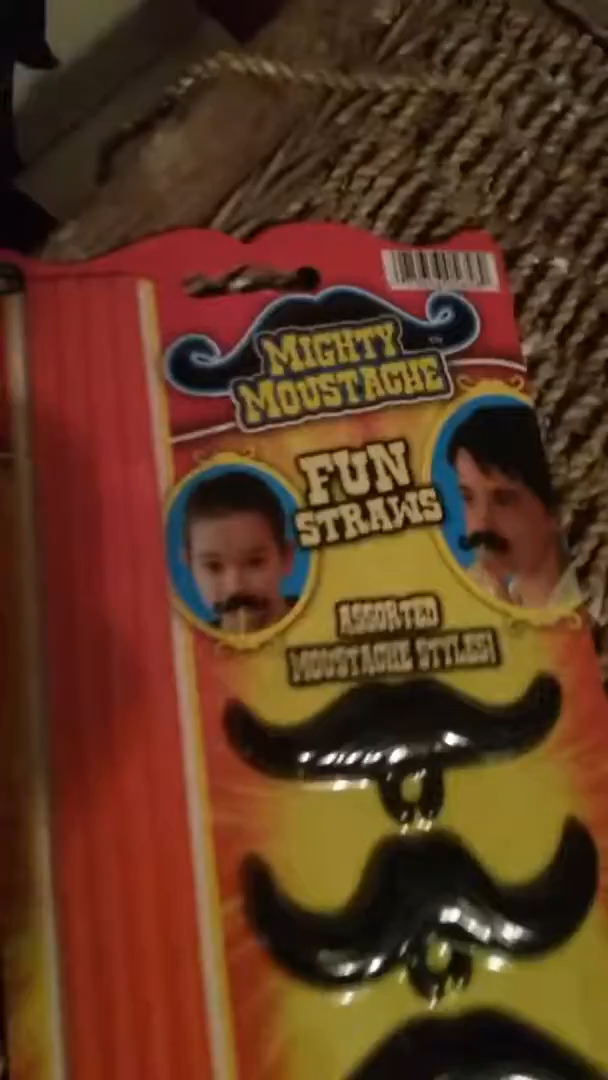 MIGHTY
MOUSTACHE
FUN
STRAWS
ASSORTED
MOUSTACHE STYLES!